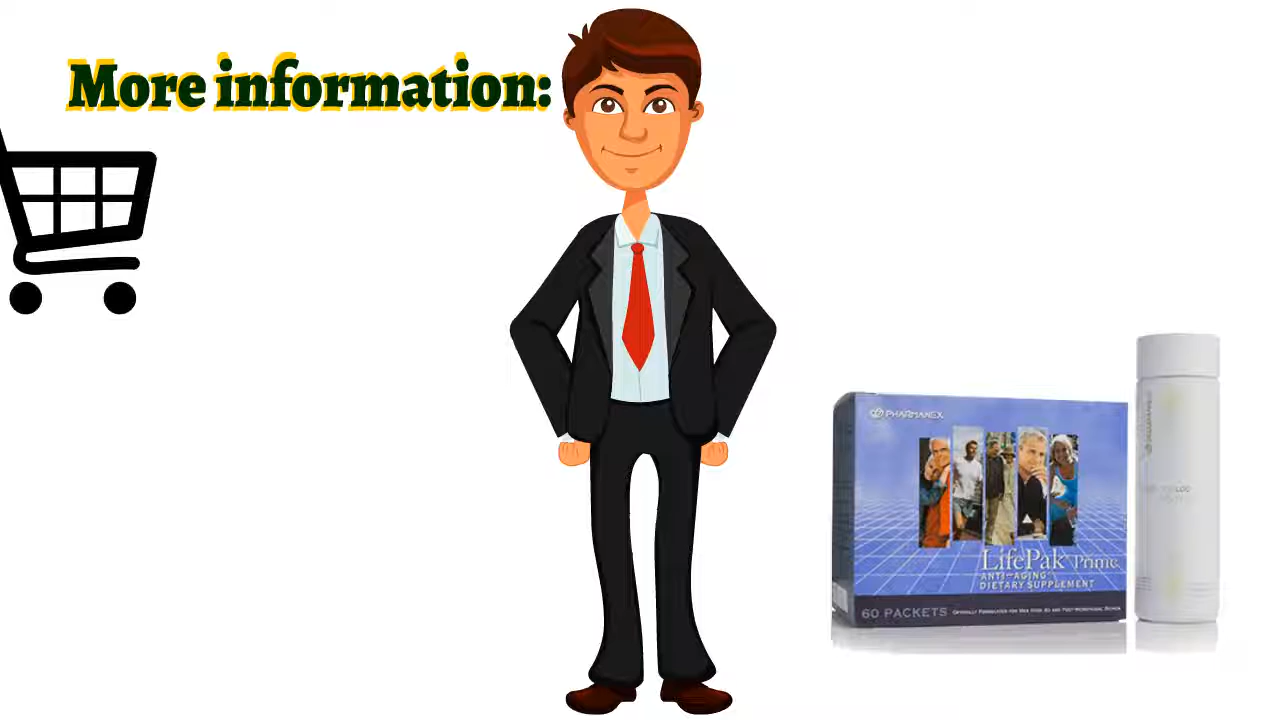 More information:
PHARMANEX
LifePak Prime
ANTI-AGING
DIETARY SUPPLEMENT
60 PACKETS